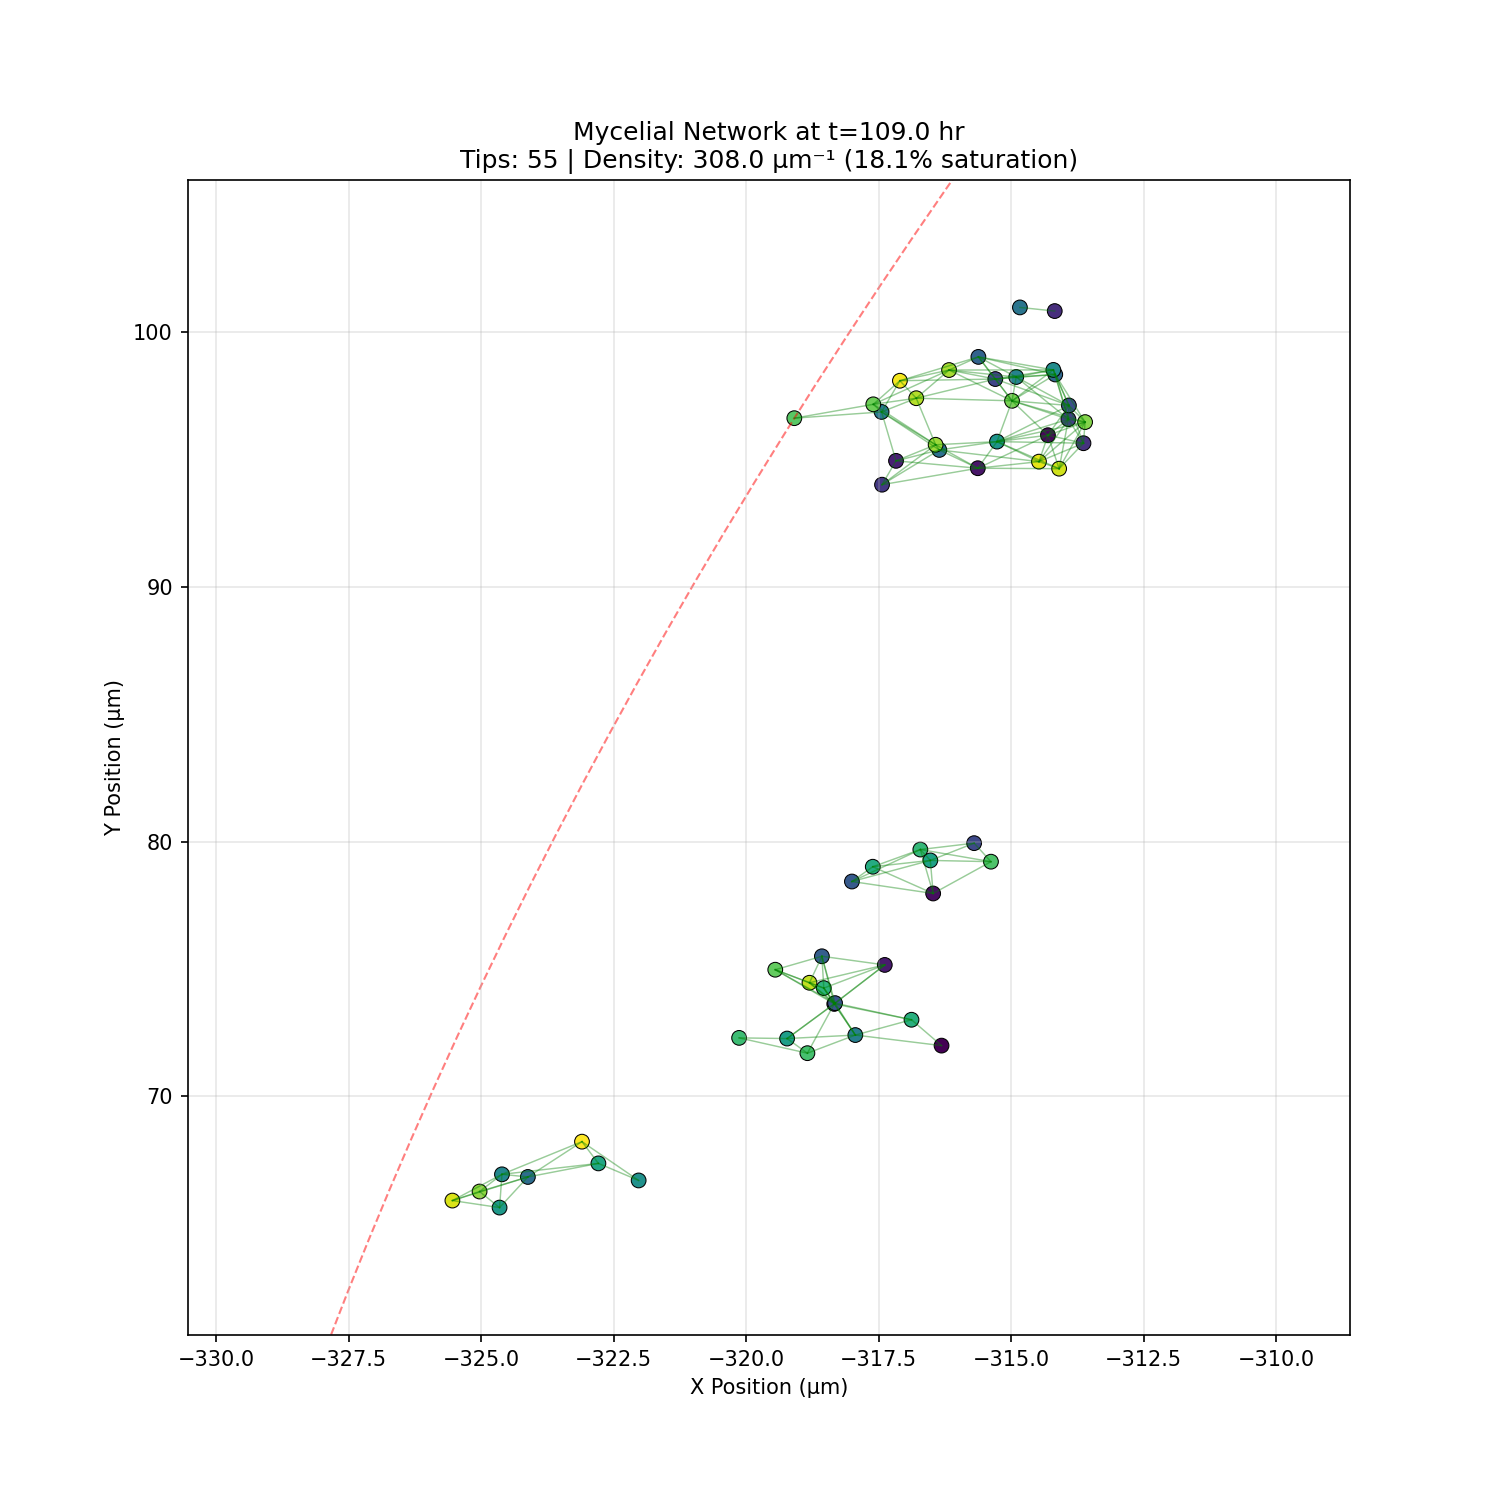 Mycelial Network at t=109.0 hr
Tips: 55 | Density: 308.0 µm⁻¹ (18.1% saturation)
100
90
80
70
Y Position (µm)
−330.0 −327.5 −325.0 −322.5 −320.0 −317.5 −315.0 −312.5 −310.0
X Position (µm)